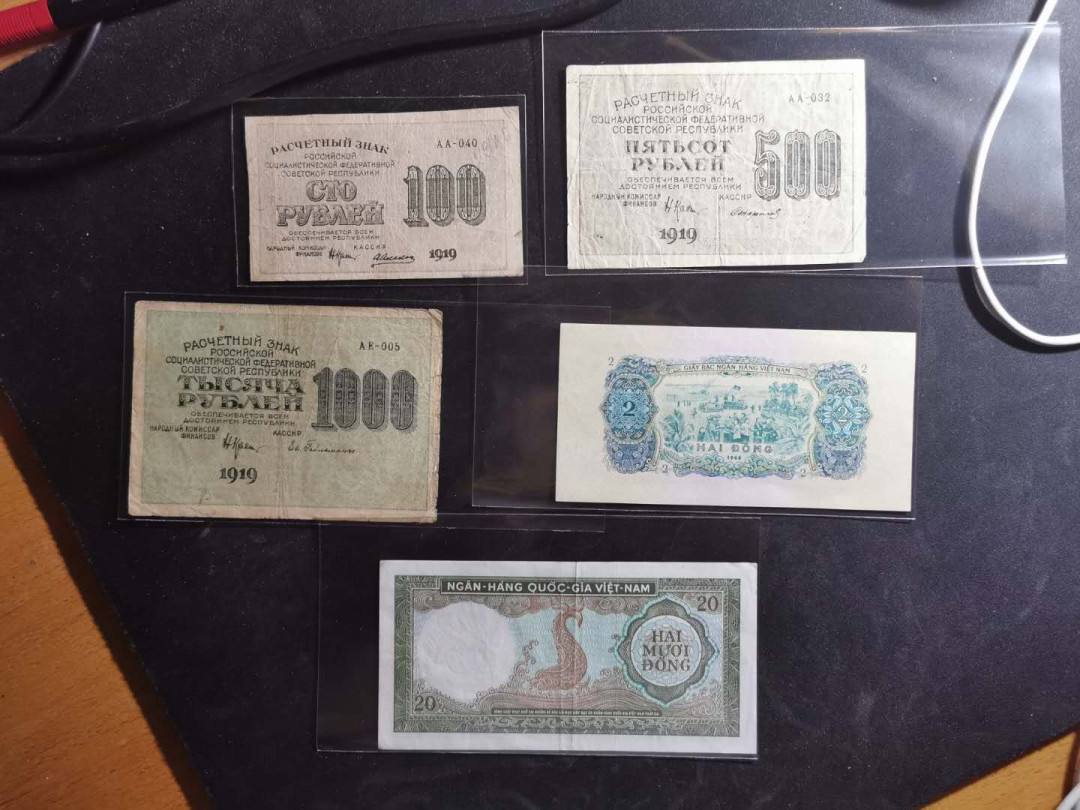 РАСЧЕТНЫЙ ЗНАК
РОССИЙСКОЙ
СОЦИАЛИСТИЧЕСКОЙ ФЕДЕРАТИВНОЙ
СОВЕТСКОЙ РЕСПУБЛИКИ
СТО
РУБЛЕЙ
ОБЕСПЕЧИВАЕТСЯ ВСЕМ
ДОСТОЯНИЕМ РЕСПУБЛИКИ
НАРОДНЫЙ КОМИССАР
ФИНАНСОВ
КАССИР
АА-040
100
1919
РАСЧЕТНЫЙ ЗНАК
РОССИЙСКОЙ
СОЦИАЛИСТИЧЕСКОЙ ФЕДЕРАТИВНОЙ
СОВЕТСКОЙ РЕСПУБЛИКИ
ПЯТЬСОТ
РУБЛЕЙ
ОБЕСПЕЧИВАЕТСЯ ВСЕМ
ДОСТОЯНИЕМ РЕСПУБЛИКИ
НАРОДНЫЙ КОМИССАР
ФИНАНСОВ
КАССИР
АА-032
500
1919
РАСЧЕТНЫЙ ЗНАК
РОССИЙСКОЙ
СОЦИАЛИСТИЧЕСКОЙ ФЕДЕРАТИВНОЙ
СОВЕТСКОЙ РЕСПУБЛИКИ
ТЫСЯЧА
РУБЛЕЙ
ОБЕСПЕЧИВАЕТСЯ ВСЕМ
ДОСТОЯНИЕМ РЕСПУБЛИКИ
НАРОДНЫЙ КОМИССАР
ФИНАНСОВ
КАССИР
АЕ-005
1000
1919
2 2
GIẤY BẠC NGÂN HÀNG VIỆT NAM
2 2
HAI ĐỒNG
2 2
NGÂN-HÀNG QUỐC-GIA VIỆT-NAM
20
HAI
MƯƠI
ĐỒNG
20